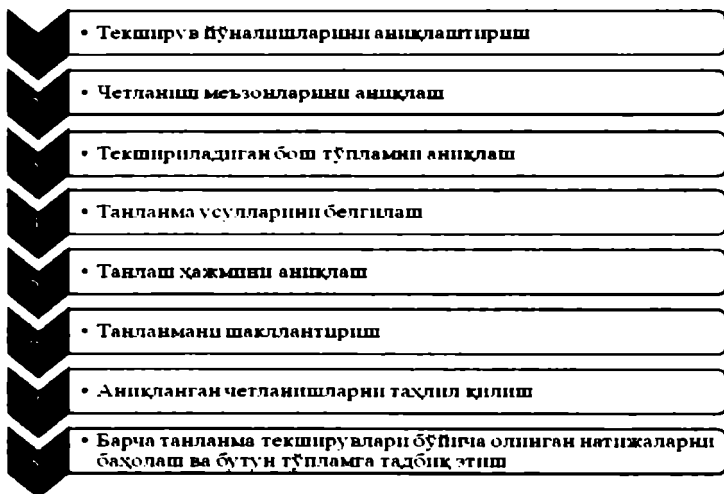 • Текширув йўналишларини аниқлаштириш
• Четланиш меъзонларини аниқлаш
• Текшириладиган бош тўпламни аниқлаш
• Танланма усулларини белгилаш
• Танлаш ҳажмини аниқлаш
• Танланмани шакллантириш
• Аниқланган четланишларни таҳлил қилиш
• Барча танланма текширувлари бўйича олинган натижаларни
баҳолаш ва бутун тўпламга тадбиқ этиш